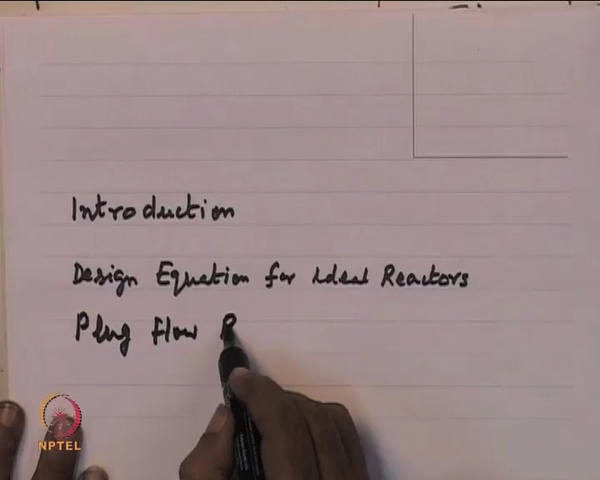 Introduction
Design Equation for Ideal Reactors
Plug flow R
NPTEL